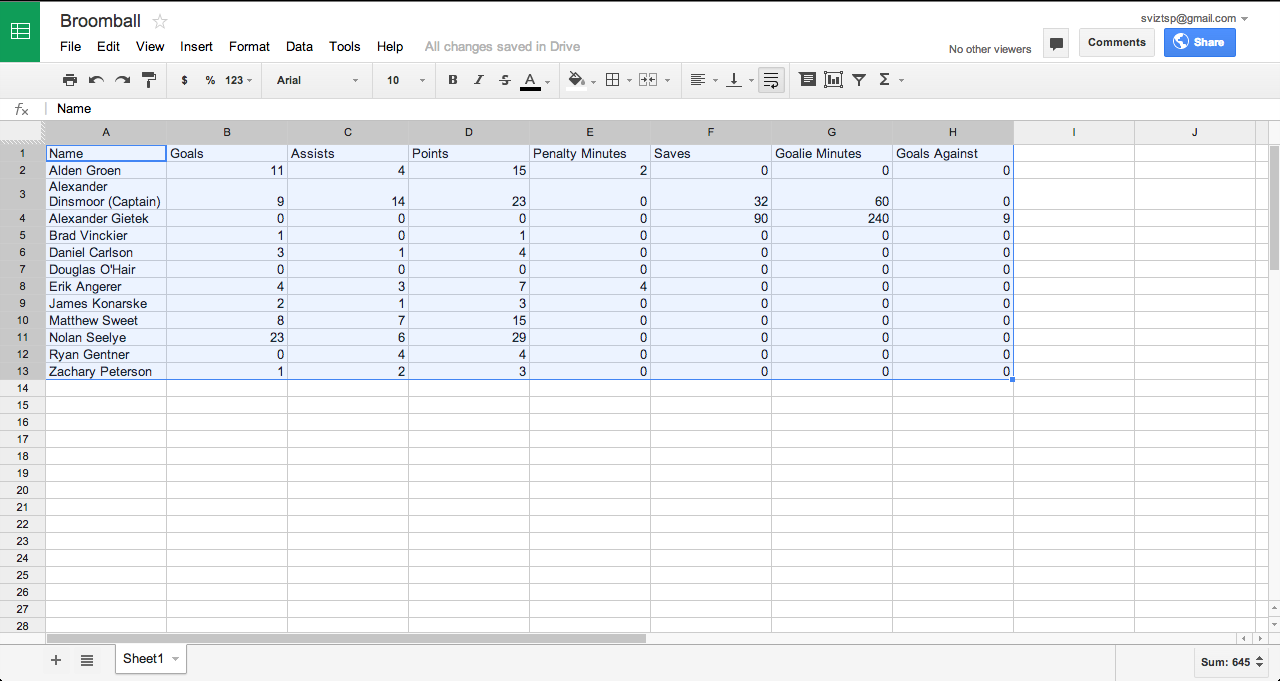 Broomball
sviztsp@gmail.com
File Edit View Insert Format Data Tools Help All changes saved in Drive
No other viewers Comments Share
$ % 123 Arial 10 B I S A Σ
fx Name
A B C D E F G H I J
1 Name Goals Assists Points Penalty Minutes Saves Goalie Minutes Goals Against
2 Alden Groen 11 4 15 2 0 0 0
Alexander
3 Dinsmoor (Captain) 9 14 23 0 32 60 0
4 Alexander Gietek 0 0 0 0 90 240 9
5 Brad Vinckier 1 0 1 0 0 0 0
6 Daniel Carlson 3 1 4 0 0 0 0
7 Douglas O'Hair 0 0 0 0 0 0 0
8 Erik Angerer 4 3 7 4 0 0 0
9 James Konarske 2 1 3 0 0 0 0
10 Matthew Sweet 8 7 15 0 0 0 0
11 Nolan Seelye 23 6 29 0 0 0 0
12 Ryan Gentner 0 4 4 0 0 0 0
13 Zachary Peterson 1 2 3 0 0 0 0
14
15
16
17
18
19
20
21
22
23
24
25
26
27
28
Sheet1 Sum: 645